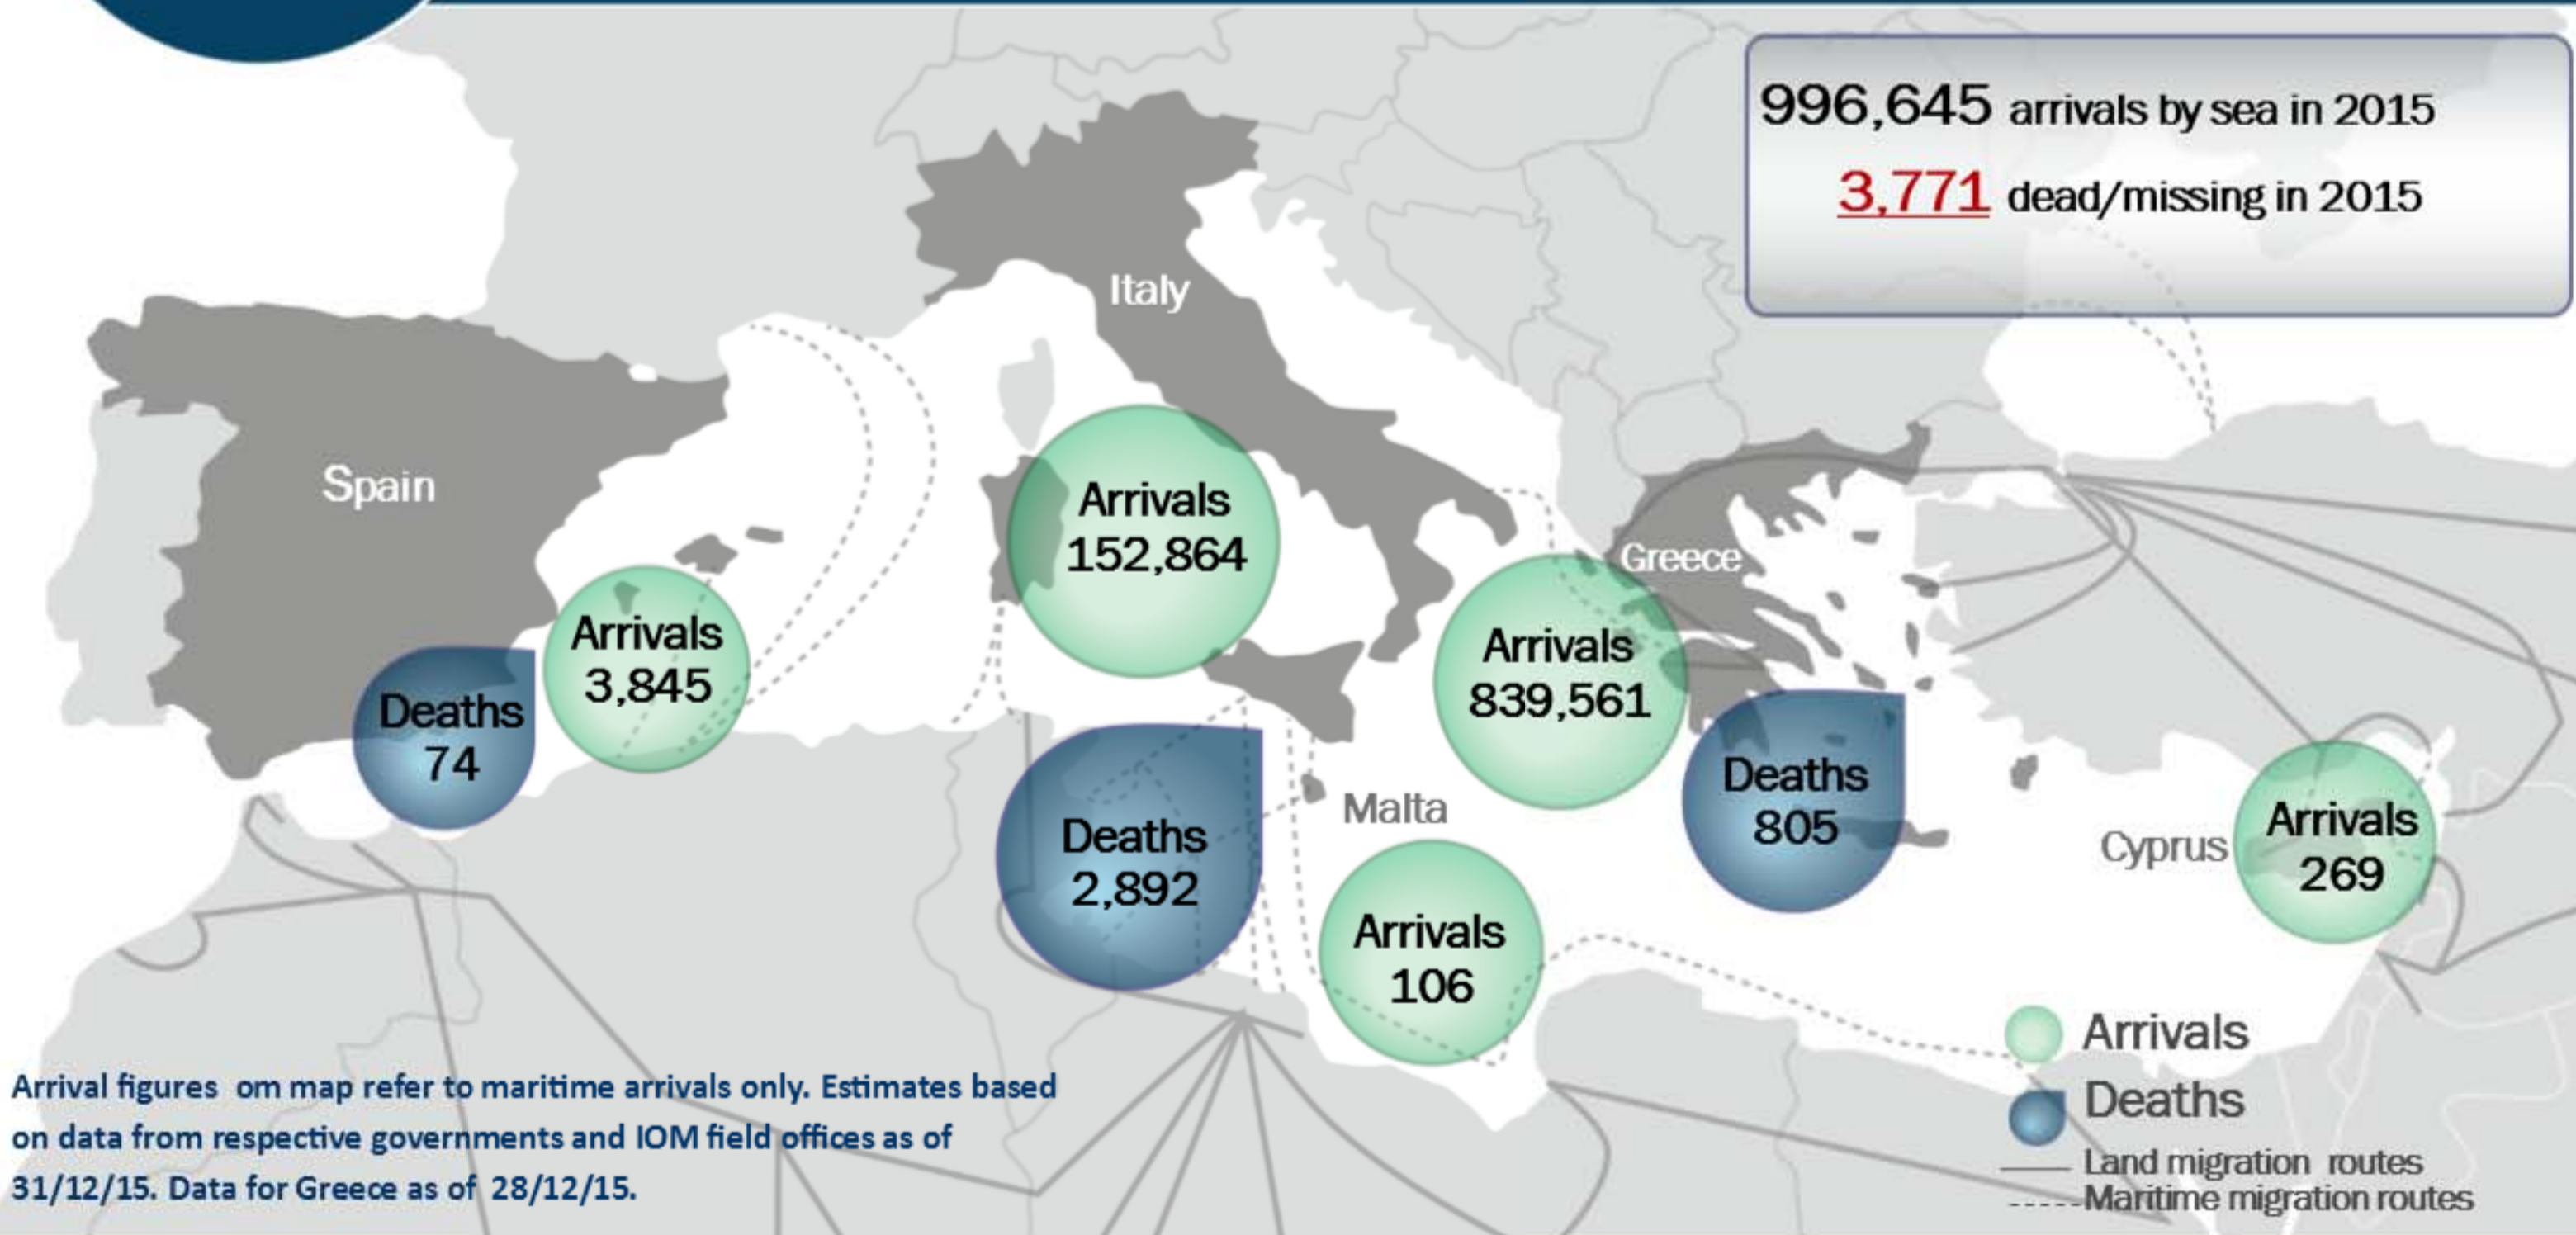 996,645 arrivals by sea in 2015
3,771 dead/missing in 2015
Italy
Spain
Arrivals
152,864
Greece
Arrivals
3,845
Arrivals
839,561
Deaths
74
Deaths
2,892
Malta
Deaths
805
Cyprus
Arrivals
269
Arrivals
106
Arrivals
Deaths
Land migration routes
Maritime migration routes
Arrival figures om map refer to maritime arrivals only. Estimates based
on data from respective governments and IOM field offices as of
31/12/15. Data for Greece as of 28/12/15.